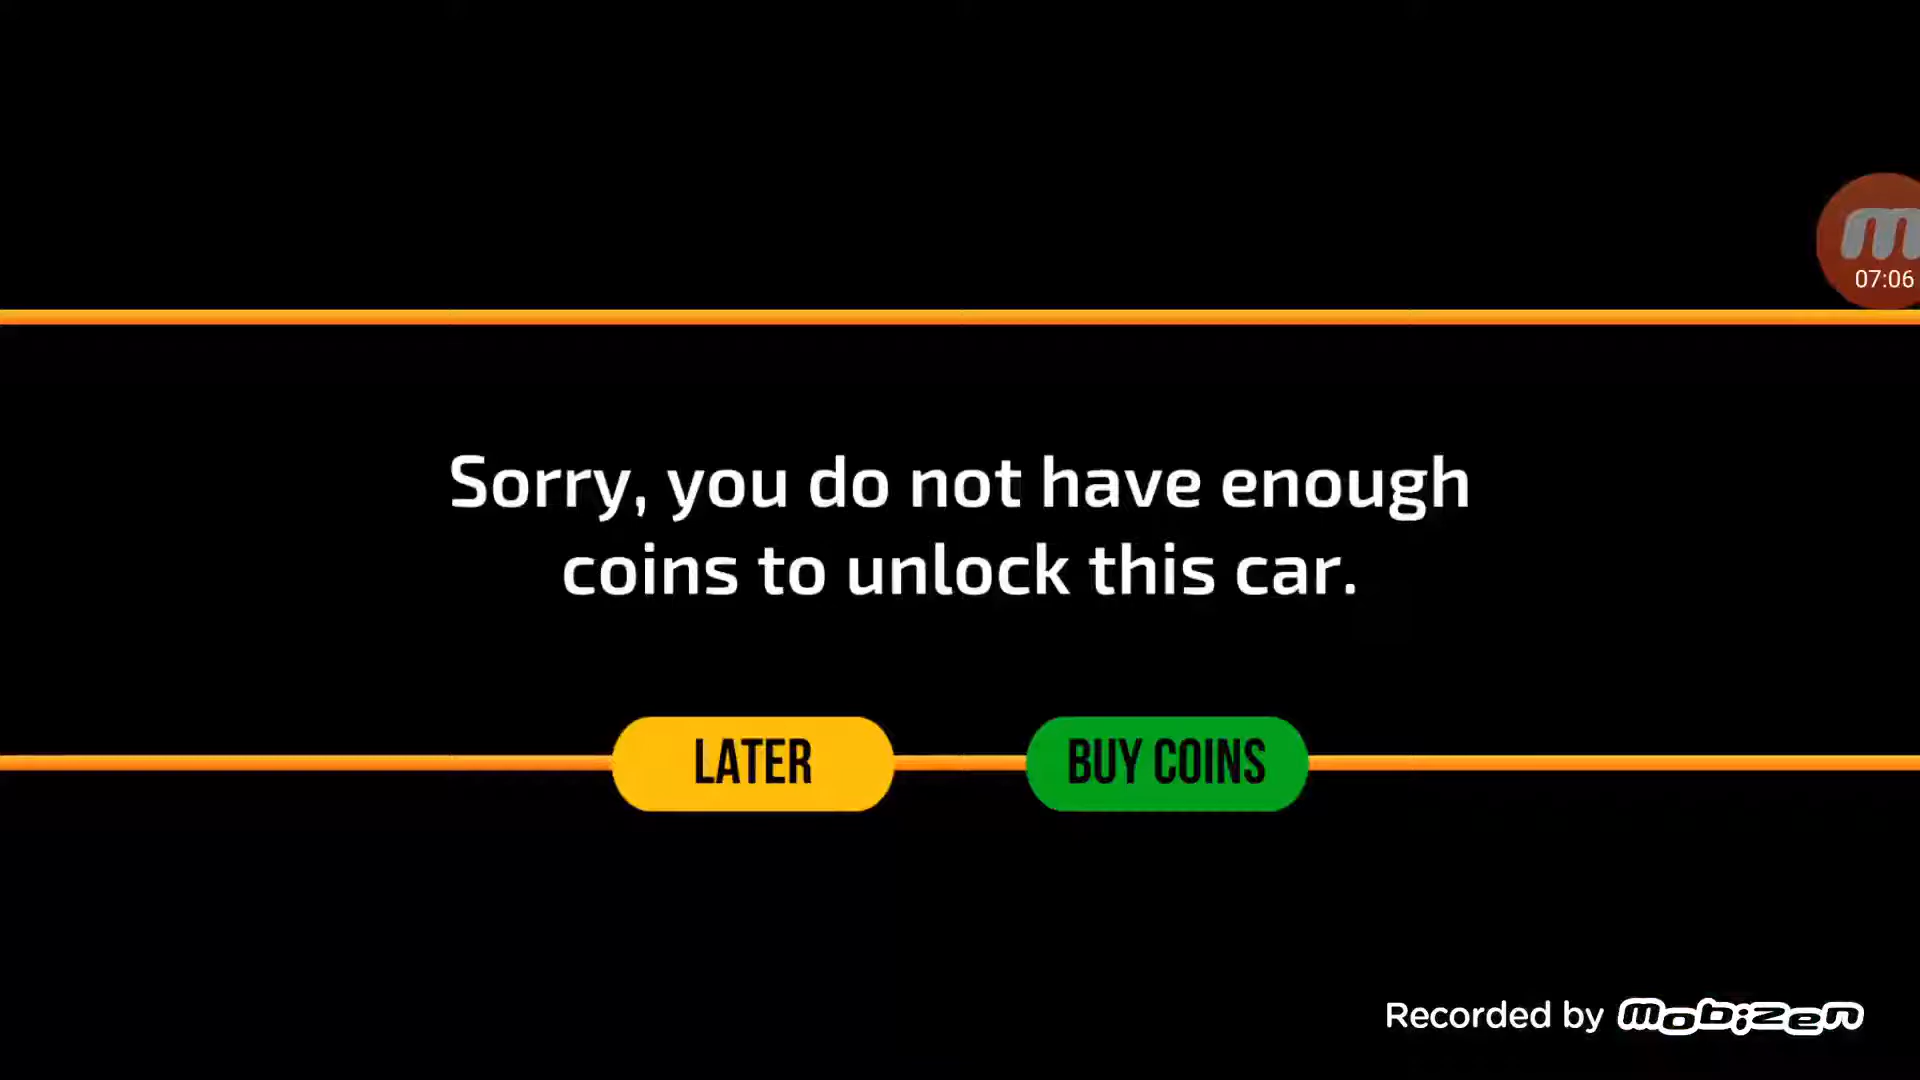 m
07:06
Sorry, you do not have enough
coins to unlock this car.
LATER
BUY COINS
Recorded by mobizen